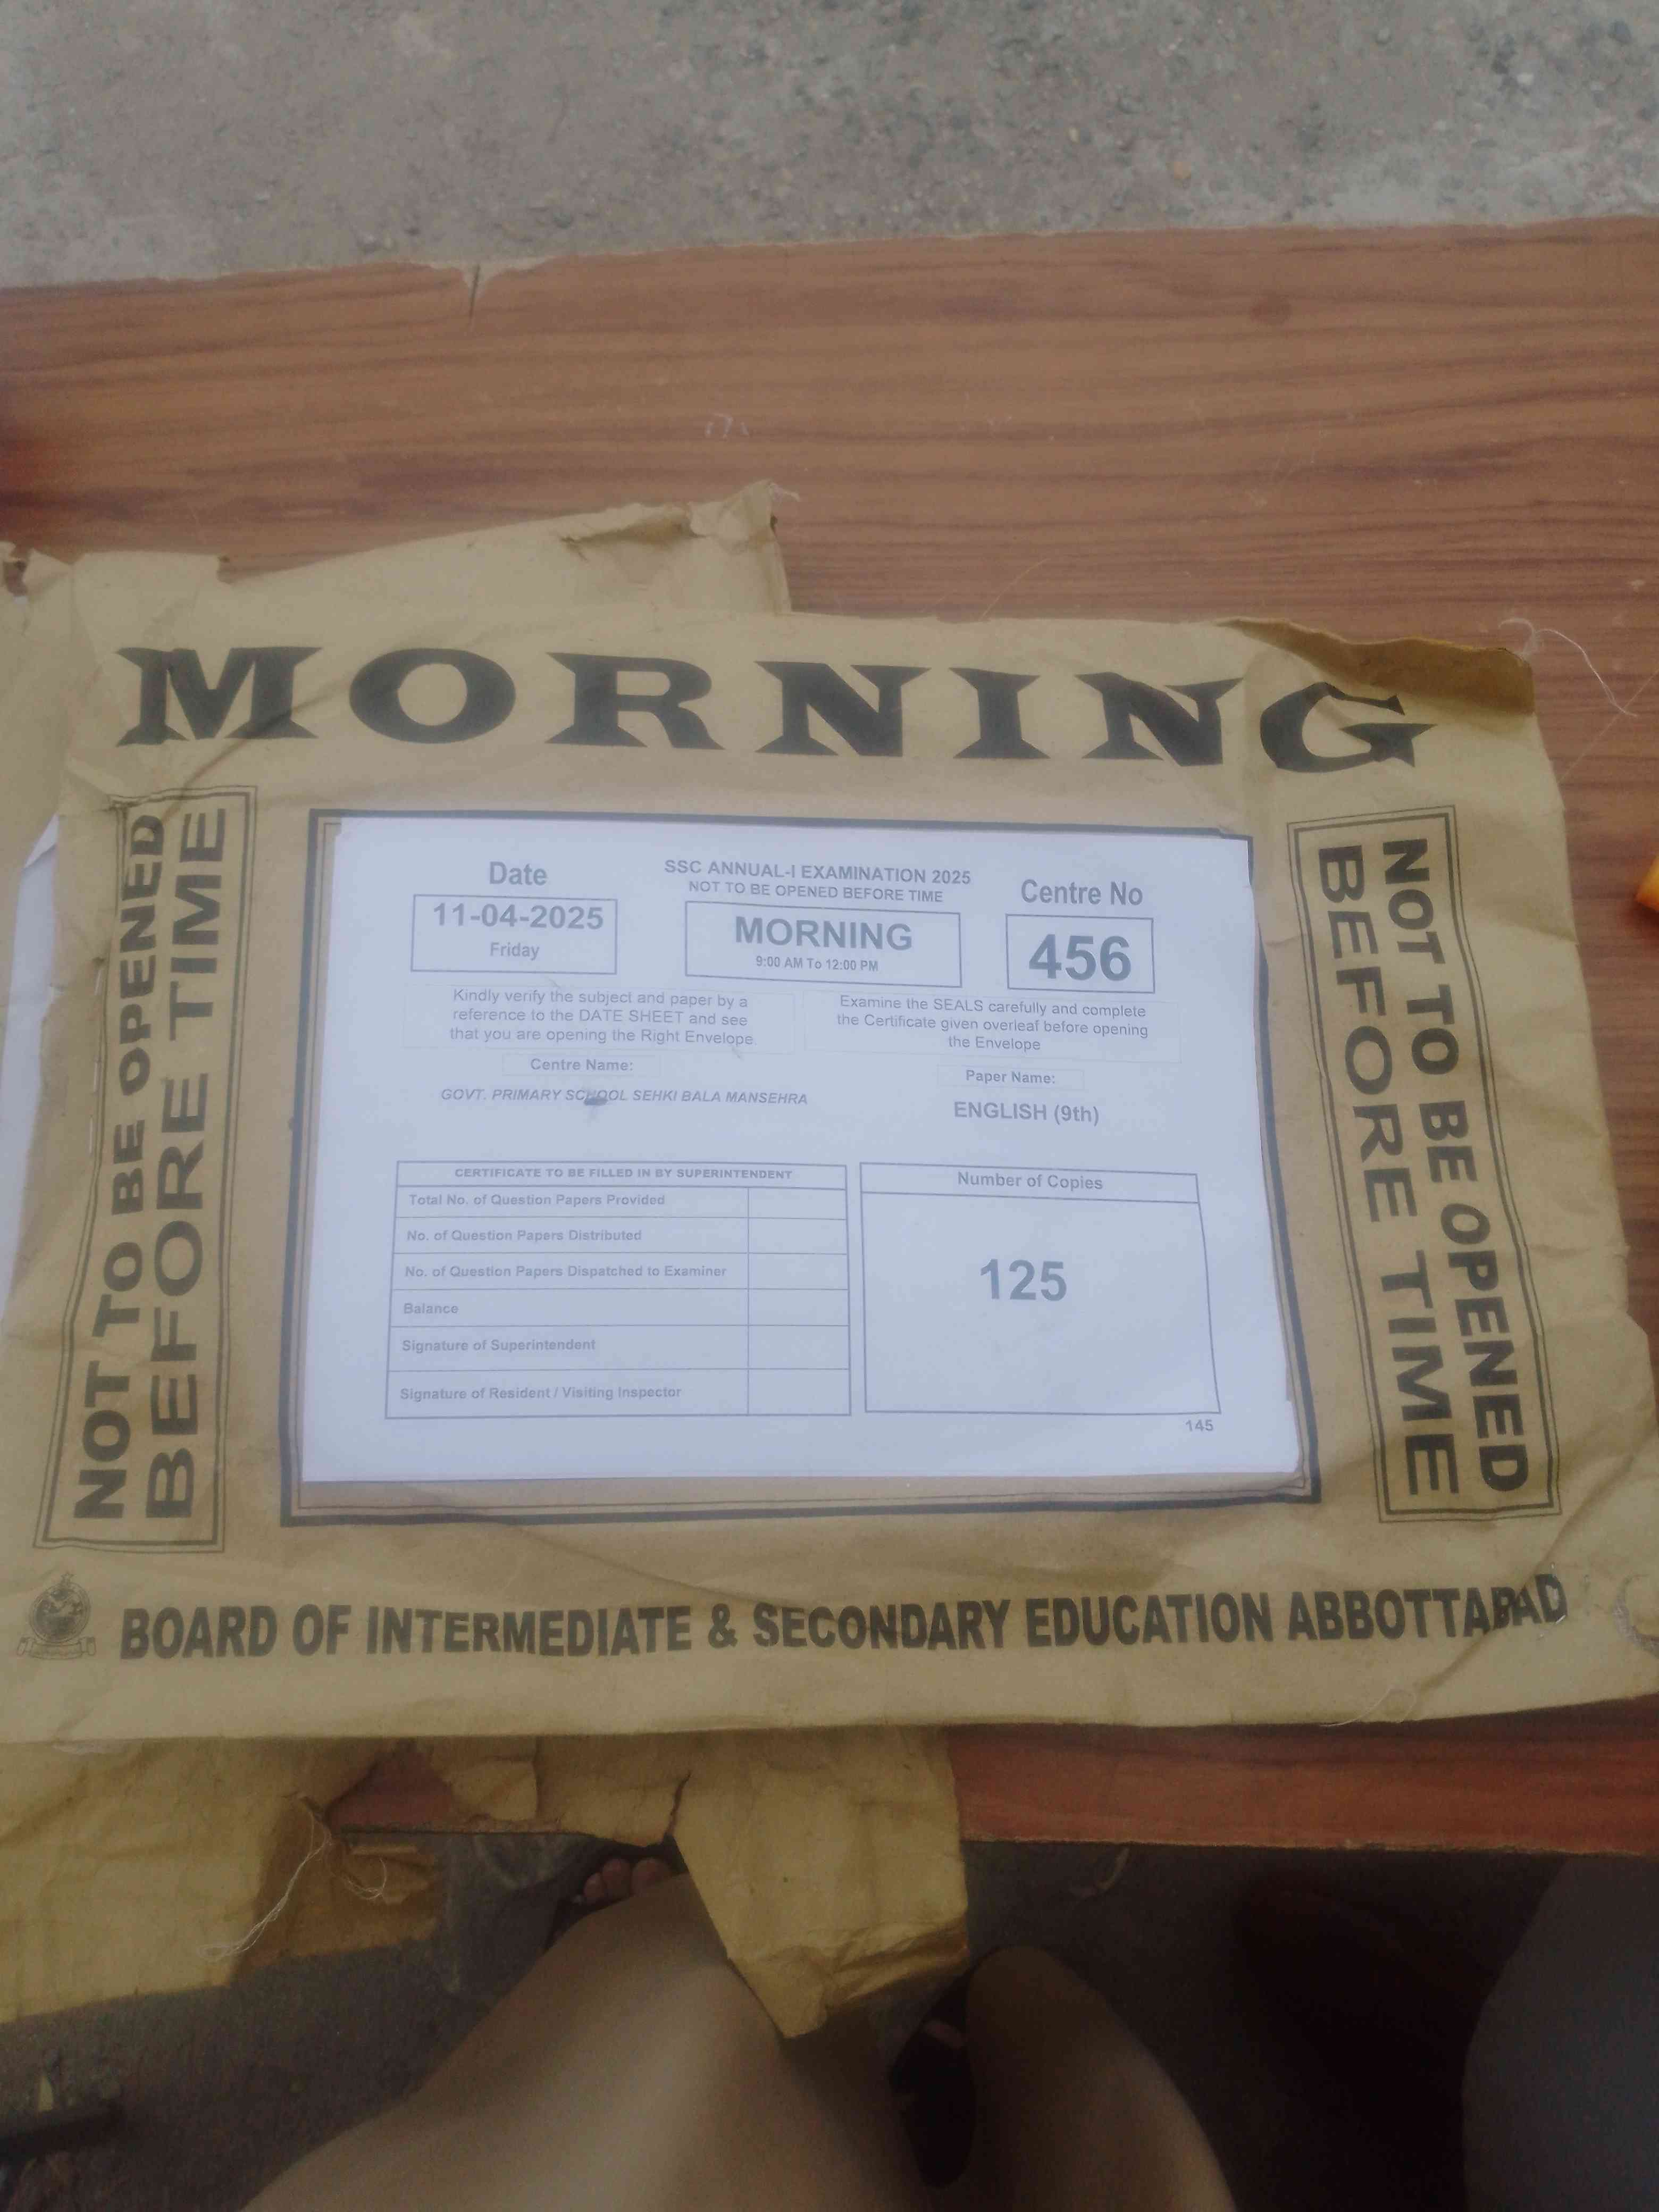 MORNING
NOT TO BE OPENED
BEFORE TIME
Date
11-04-2025
Friday
SSC ANNUAL-I EXAMINATION 2025
NOT TO BE OPENED BEFORE TIME
MORNING
9:00 AM To 12:00 PM
Centre No
456
Kindly verify the subject and paper by a
reference to the DATE SHEET and see
that you are opening the Right Envelope
Examine the SEALS carefully and complete
the Certificate given overleaf before opening
the Envelope
Centre Name:
GOVT. PRIMARY SCHOOL SEHKI BALA MANSEHRA
Paper Name:
ENGLISH (9th)
CERTIFICATE TO BE FILLED IN BY SUPERINTENDENT
Total No. of Question Papers Provided
No. of Question Papers Distributed
No. of Question Papers Dispatched to Examiner
Balance
Signature of Superintendent
Signature of Resident / Visiting Inspector
Number of Copies
125
145
NOT TO BE OPENED
BEFORE TIME
BOARD OF INTERMEDIATE & SECONDARY EDUCATION ABBOTTABAD